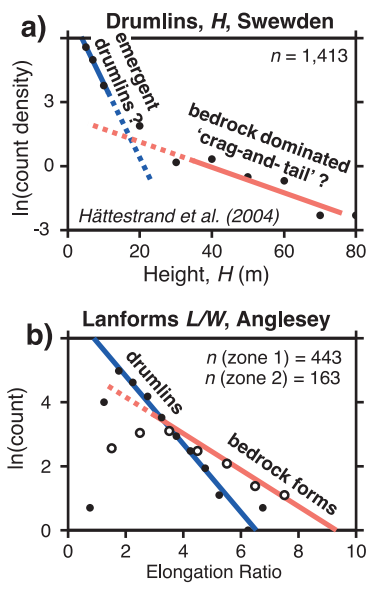 a)
Drumlins, H, Swewden
n = 1,413
emergent
drumlins ?
bedrock dominated
'crag-and- tail' ?
Hättestrand et al. (2004)
ln(count density)
3
0
-3
0 20 40 60 80
Height, H (m)
b)
Lanforms L/W, Anglesey
n (zone 1) = 443
n (zone 2) = 163
drumlins
bedrock forms
ln(count)
4
2
0
0 2 4 6 8 10
Elongation Ratio